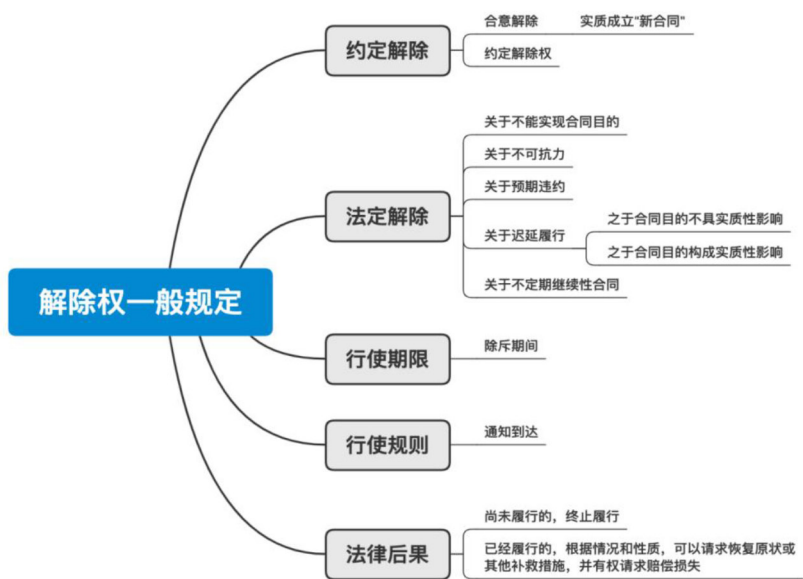 解除权一般规定
约定解除
合意解除
实质成立"新合同"
约定解除权
法定解除
关于不能实现合同目的
关于不可抗力
关于预期违约
关于迟延履行
之于合同目的不具实质性影响
之于合同目的构成实质性影响
关于不定期继续性合同
行使期限
除斥期间
行使规则
通知到达
法律后果
尚未履行的，终止履行
已经履行的，根据情况和性质，可以请求恢复原状或
其他补救措施，并有权请求赔偿损失